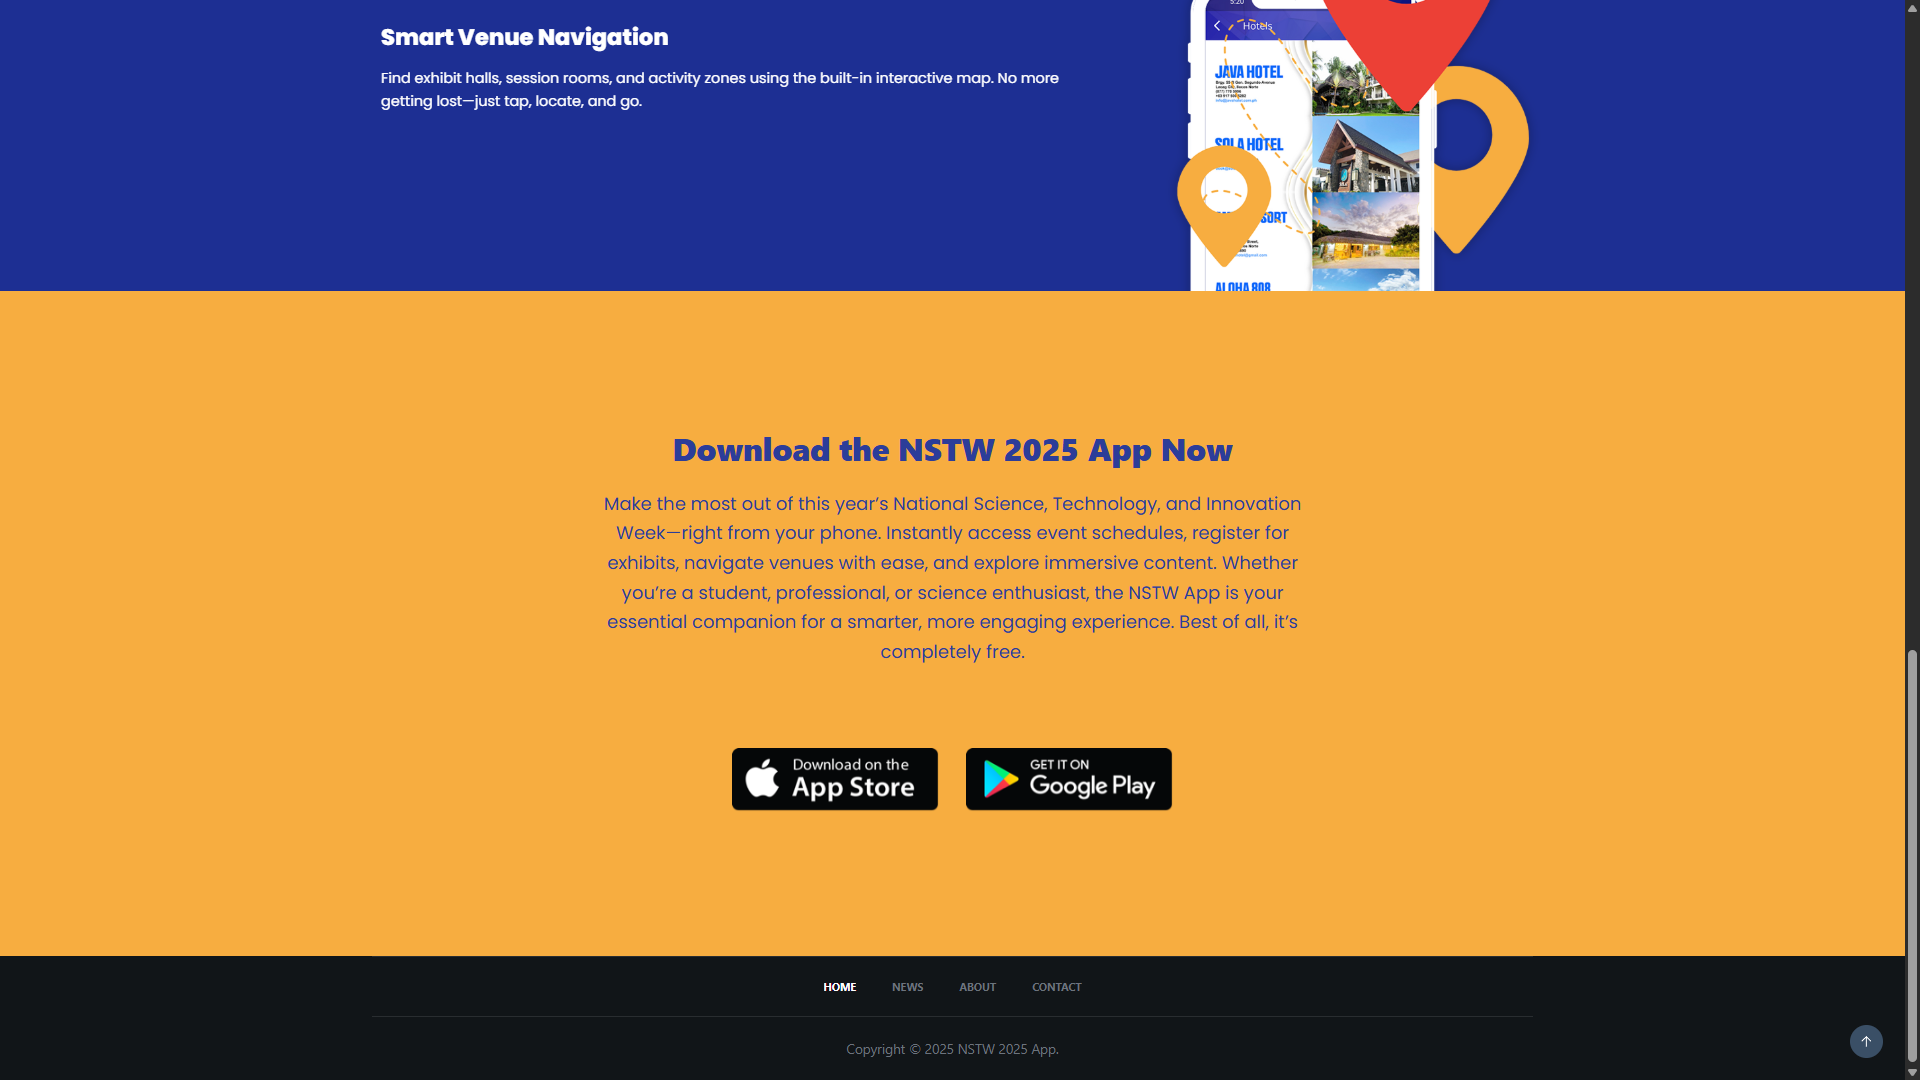 Smart Venue Navigation
Find exhibit halls, session rooms, and activity zones using the built-in interactive map. No more
getting lost—just tap, locate, and go.
5:20
Hotels
JAVA HOTEL
SOLA HOTEL
ALOHA 808
Download the NSTW 2025 App Now
Make the most out of this year’s National Science, Technology, and Innovation
Week—right from your phone. Instantly access event schedules, register for
exhibits, navigate venues with ease, and explore immersive content. Whether
you’re a student, professional, or science enthusiast, the NSTW App is your
essential companion for a smarter, more engaging experience. Best of all, it’s
completely free.
Download on the
App Store
GET IT ON
Google Play
HOME NEWS ABOUT CONTACT
Copyright © 2025 NSTW 2025 App.